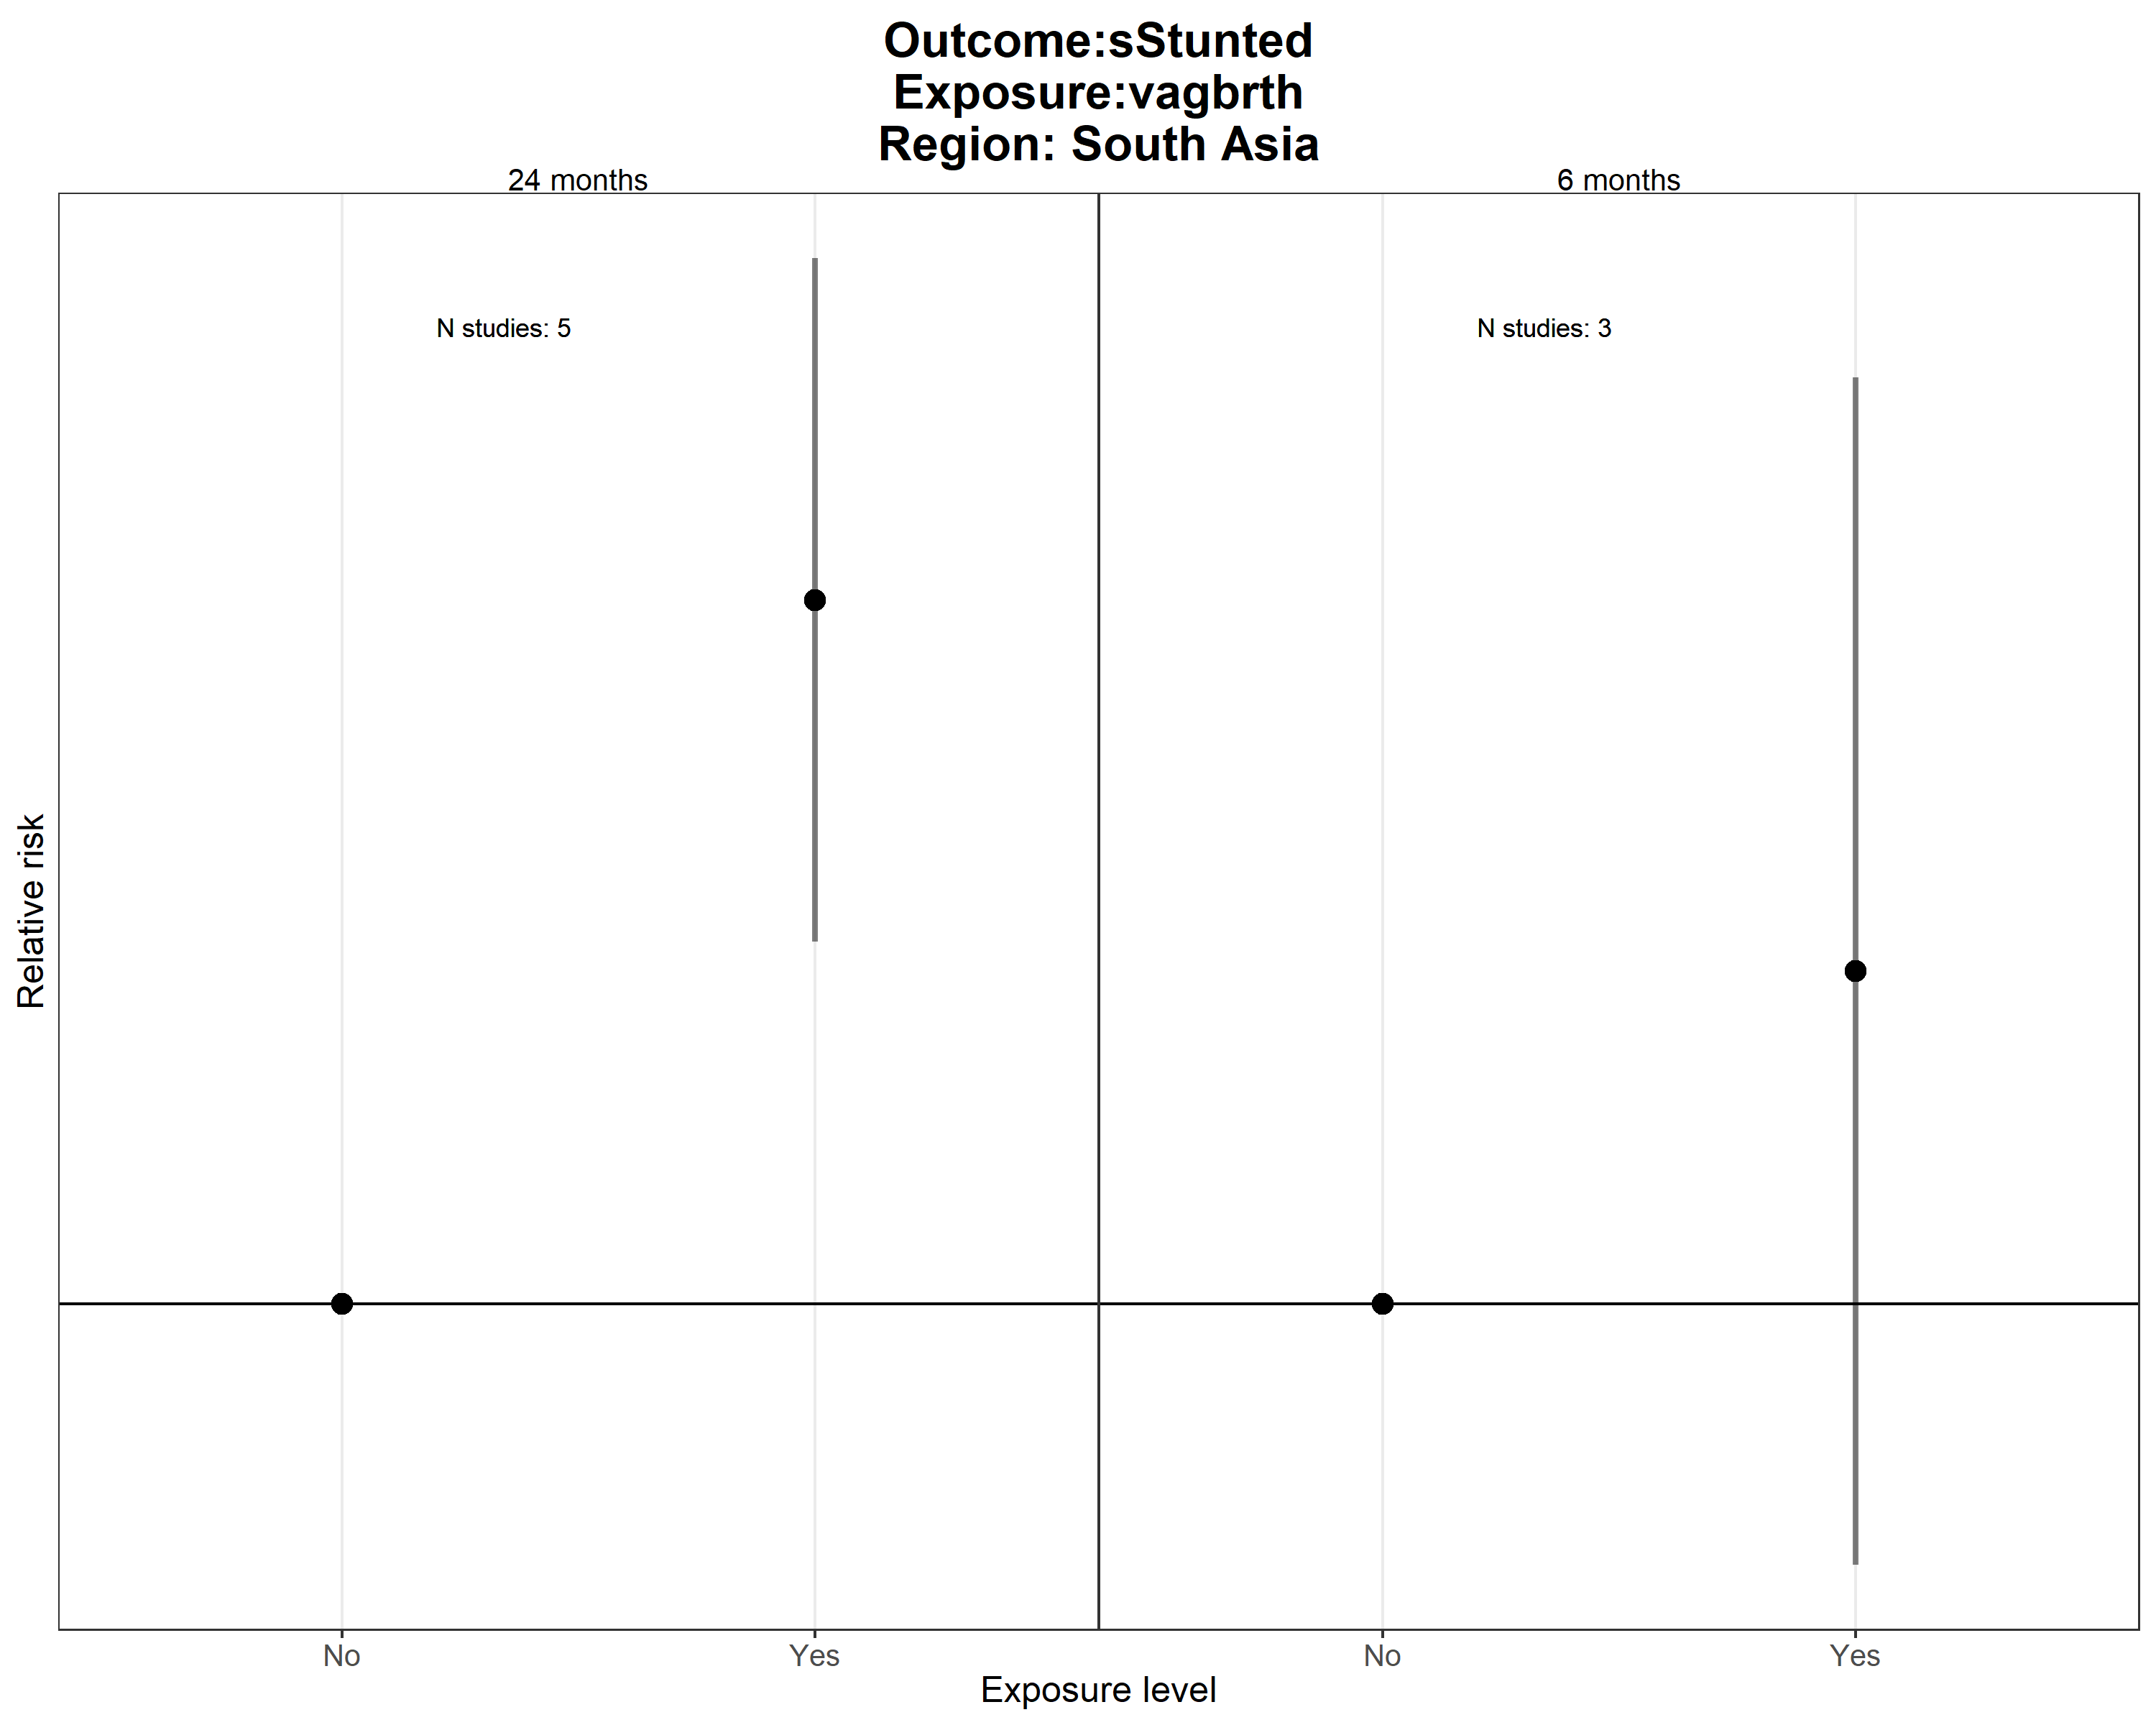 Outcome:sStunted
Exposure:vagbrth
Region: South Asia
24 months
6 months
N studies: 5
N studies: 3
Relative risk
No
Yes
No
Yes
Exposure level